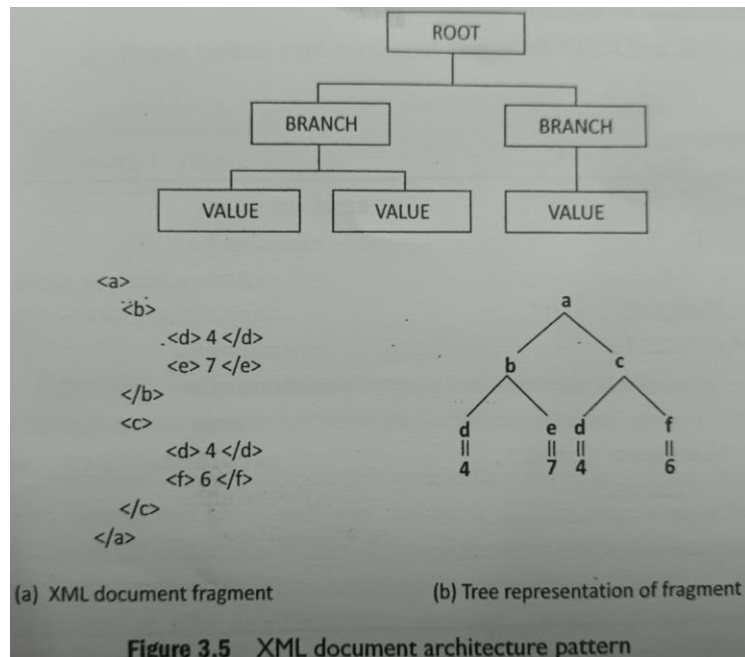 ROOT
BRANCH BRANCH
VALUE VALUE VALUE
<a>
<b>
<d> 4 </d>
<e> 7 </e>
</b>
<c>
<d> 4 </d>
<f> 6 </f>
</c>
</a>
a
b c
d e d f
4 7 4 6
(a) XML document fragment
(b) Tree representation of fragment
Figure 3.5 XML document architecture pattern